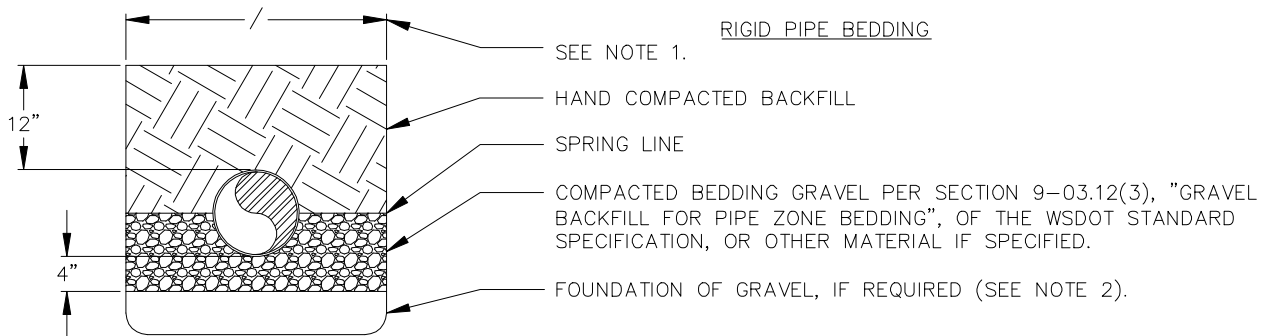 RIGID PIPE BEDDING
SEE NOTE 1.
12"
HAND COMPACTED BACKFILL
SPRING LINE
COMPACTED BEDDING GRAVEL PER SECTION 9-03.12(3), "GRAVEL
BACKFILL FOR PIPE ZONE BEDDING", OF THE WSDOT STANDARD
SPECIFICATION, OR OTHER MATERIAL IF SPECIFIED.
4"
FOUNDATION OF GRAVEL, IF REQUIRED (SEE NOTE 2).